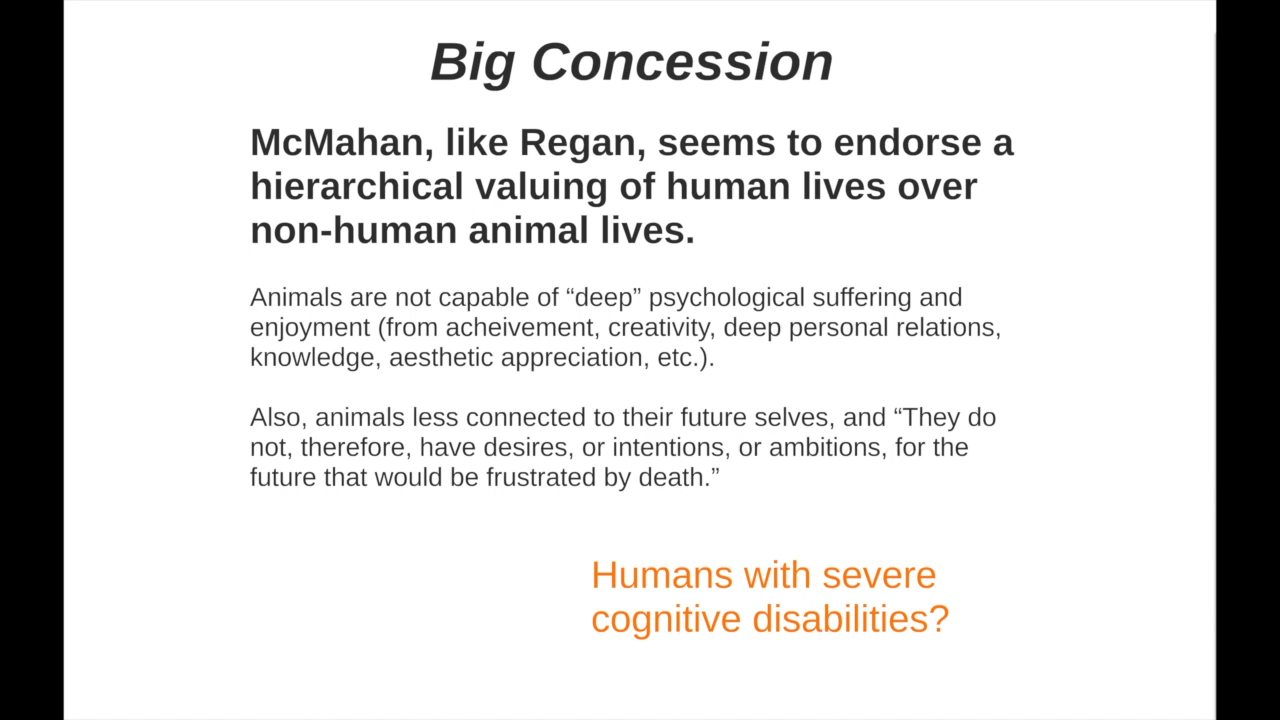 Big Concession
McMahan, like Regan, seems to endorse a
hierarchical valuing of human lives over
non-human animal lives.
Animals are not capable of “deep” psychological suffering and
enjoyment (from acheivement, creativity, deep personal relations,
knowledge, aesthetic appreciation, etc.).
Also, animals less connected to their future selves, and “They do
not, therefore, have desires, or intentions, or ambitions, for the
future that would be frustrated by death.”
Humans with severe
cognitive disabilities?